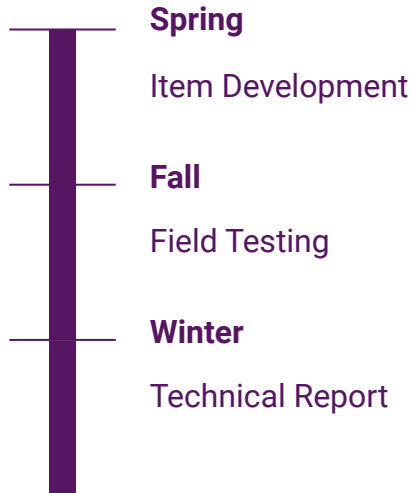 Spring
Item Development
Fall
Field Testing
Winter
Technical Report